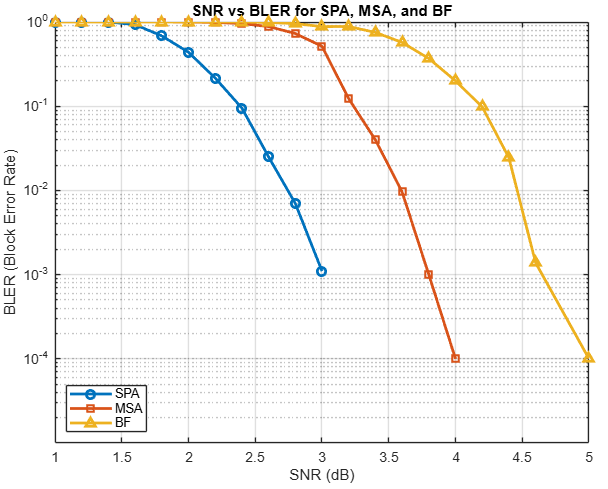 SNR vs BLER for SPA, MSA, and BF
BLER (Block Error Rate)
10^0
10^-1
10^-2
10^-3
10^-4
SPA
MSA
BF
1 1.5 2 2.5 3 3.5 4 4.5 5
SNR (dB)